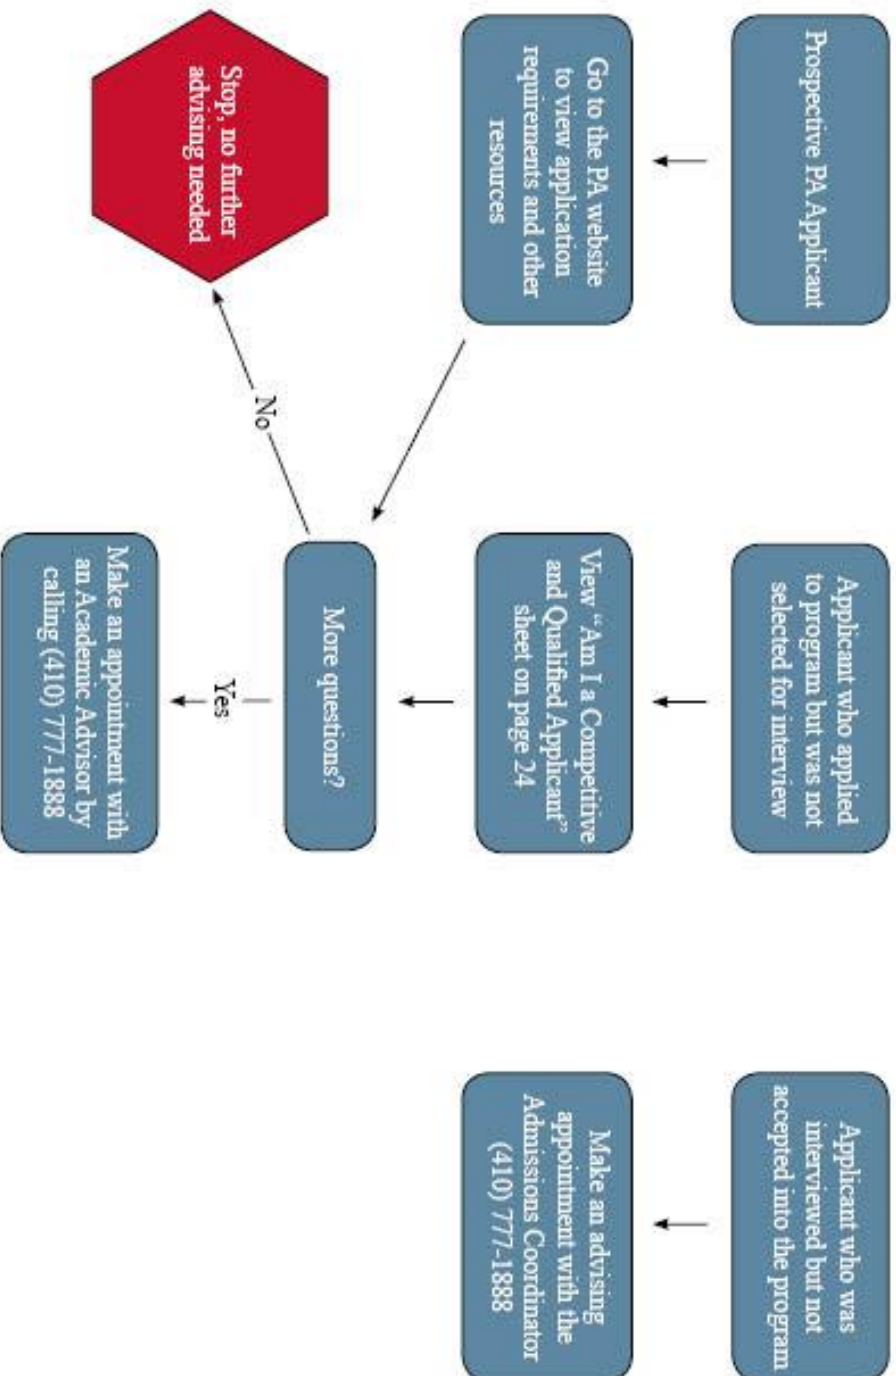 Prospective PA Applicant
Go to the PA website
to view application
requirements and other
resources
Stop, no further
advising needed
No
Applicant who applied
to program but was not
selected for interview
View “Am I a Competitive
and Qualified Applicant”
sheet on page 24
More questions?
Yes
Make an appointment with
an Academic Advisor by
calling (410) 777-1888
Applicant who was
interviewed but not
accepted into the program
Make an advising
appointment with the
Admissions Coordinator
(410) 777-1888